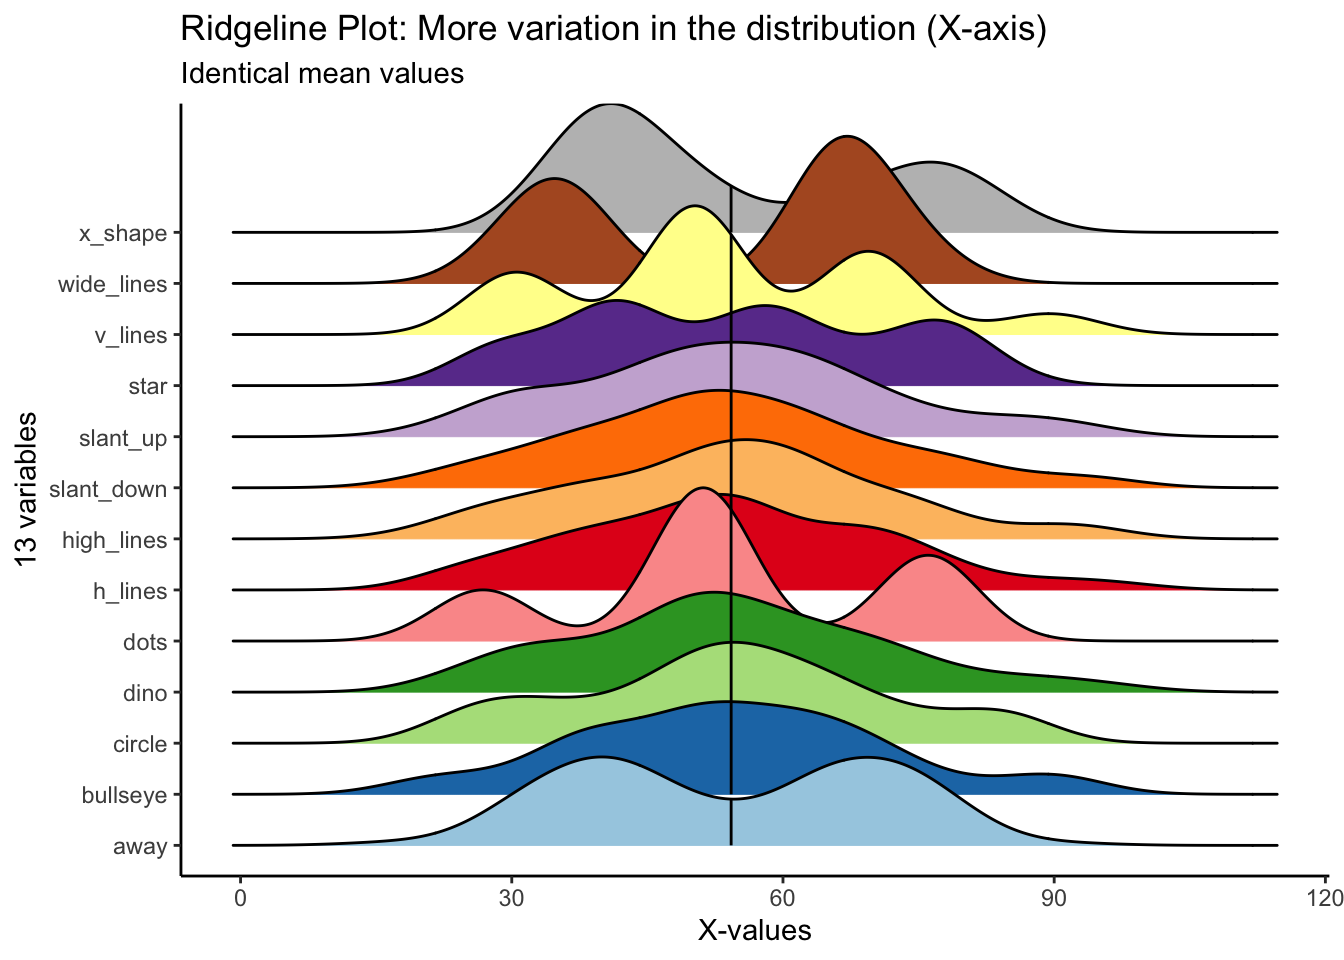 Ridgeline Plot: More variation in the distribution (X-axis)
Identical mean values
13 variables
x_shape
wide_lines
v_lines
star
slant_up
slant_down
high_lines
h_lines
dots
dino
circle
bullseye
away
0 30 60 90 120
X-values